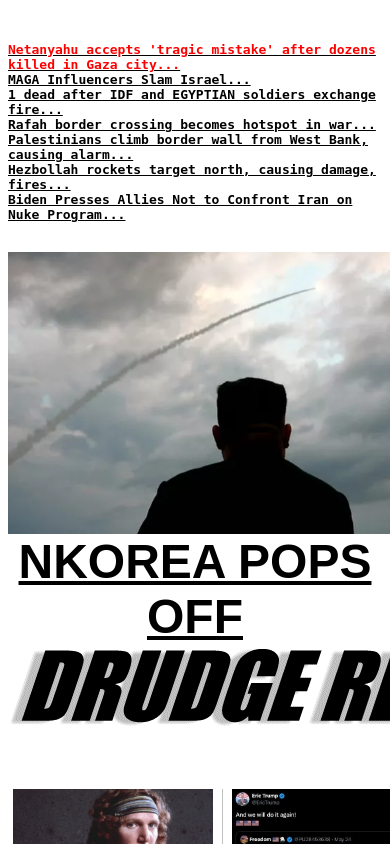 Netanyahu accepts 'tragic mistake' after dozens
killed in Gaza city...
MAGA Influencers Slam Israel...
1 dead after IDF and EGYPTIAN soldiers exchange
fire...
Rafah border crossing becomes hotspot in war...
Palestinians climb border wall from West Bank,
causing alarm...
Hezbollah rockets target north, causing damage,
fires...
Biden Presses Allies Not to Confront Iran on
Nuke Program...
NKOREA POPS
OFF
DRUDGE RE
Eric Trump
@EricTrump
And we will do it again!
Freedom